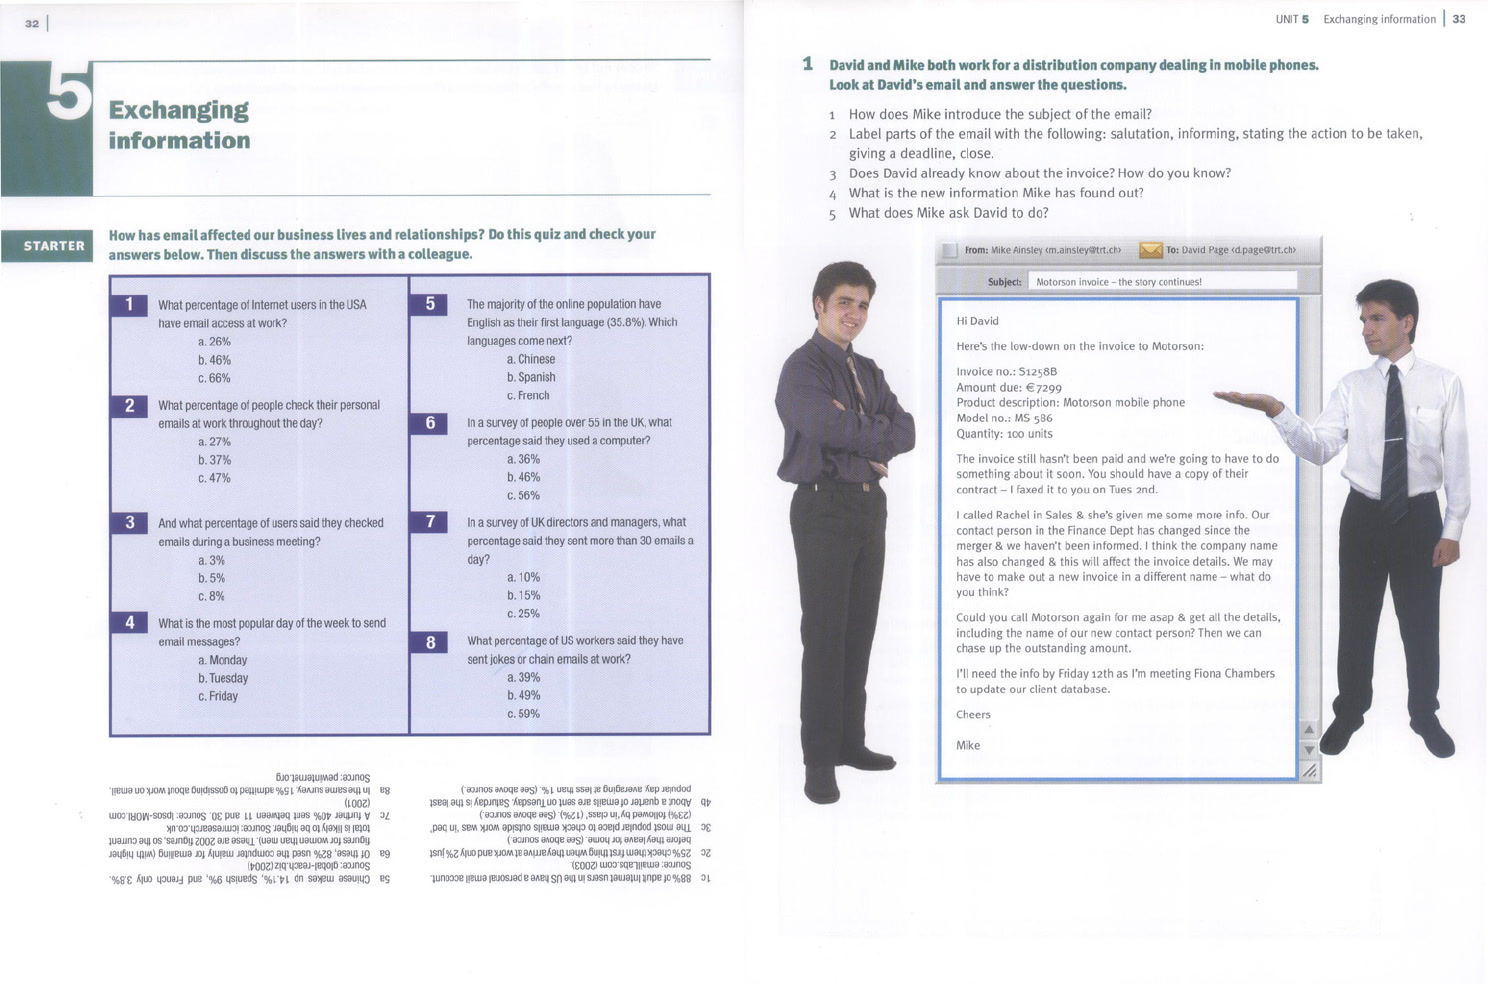 32
5
Exchanging
information
STARTER
How has email affected our business lives and relationships? Do this quiz and check your
answers below. Then discuss the answers with a colleague.
1
What percentage of Internet users in the USA
have email access at work?
a. 26%
b. 46%
c. 66%
2
What percentage of people check their personal
emails at work throughout the day?
a. 27%
b. 37%
c. 47%
3
And what percentage of users said they checked
emails during a business meeting?
a. 3%
b. 5%
c. 8%
4
What is the most popular day of the week to send
email messages?
a. Monday
b. Tuesday
c. Friday
5
The majority of the online population have
English as their first language (35.8%). Which
languages come next?
a. Chinese
b. Spanish
c. French
6
In a survey of people over 55 in the UK, what
percentage said they used a computer?
a. 36%
b. 46%
c. 56%
7
In a survey of UK directors and managers, what
percentage said they sent more than 30 emails a
day?
a. 10%
b. 15%
c. 25%
8
What percentage of US workers said they have
sent jokes or chain emails at work?
a. 39%
b. 49%
c. 59%
1c 88% of adult Internet users in the US have a personal email account.
Source: emaillabs.com (2003).
2c 25% check them first thing when they arrive at work and only 2% just
before they leave for home. (See above source.)
3c The most popular place to check emails outside work was 'in bed',
(23%) followed by 'in class', (12%). (See above source.)
4b About a quarter of emails are sent on Tuesday. Saturday is the least
popular day, averaging at less than 1%. (See above source.)
5a Chinese makes up 14.1%, Spanish 9%, and French only 3.8%.
Source: global-reach.biz (2004)
6a Of these, 82% used the computer mainly for emailing (with higher
figures for women than men). These are 2002 figures, so the current
total is likely to be higher Source: icmresearch.co.uk
7c A further 40% sent between 11 and 30. Source: Ipsos-MORI.com
(2001)
8a In the same survey, 15% admitted to gossiping about work on email.
Source: pewinternet.org
UNIT 5 Exchanging information 33
1 David and Mike both work for a distribution company dealing in mobile phones.
Look at David's email and answer the questions.
1 How does Mike introduce the subject of the email?
2 Label parts of the email with the following: salutation, informing, stating the action to be taken,
giving a deadline, close.
3 Does David already know about the invoice? How do you know?
4 What is the new information Mike has found out?
5 What does Mike ask David to do?
From: Mike Ainsley <m.ainsley@trt.ch> To: David Page <d.page@trt.ch>
Subject: Motorson invoice – the story continues!
Hi David
Here's the low-down on the invoice to Motorson:
Invoice no.: S1258B
Amount due: €7299
Product description: Motorson mobile phone
Model no.: MS 586
Quantity: 100 units
The invoice still hasn't been paid and we're going to have to do
something about it soon. You should have a copy of their
contract – I faxed it to you on Tues 2nd.
I called Rachel in Sales & she's given me some more info. Our
contact person in the Finance Dept has changed since the
merger & we haven't been informed. I think the company name
has also changed & this will affect the invoice details. We may
have to make out a new invoice in a different name – what do
you think?
Could you call Motorson again for me asap & get all the details,
including the name of our new contact person? Then we can
chase up the outstanding amount.
I'll need the info by Friday 12th as I'm meeting Fiona Chambers
to update our client database.
Cheers
Mike